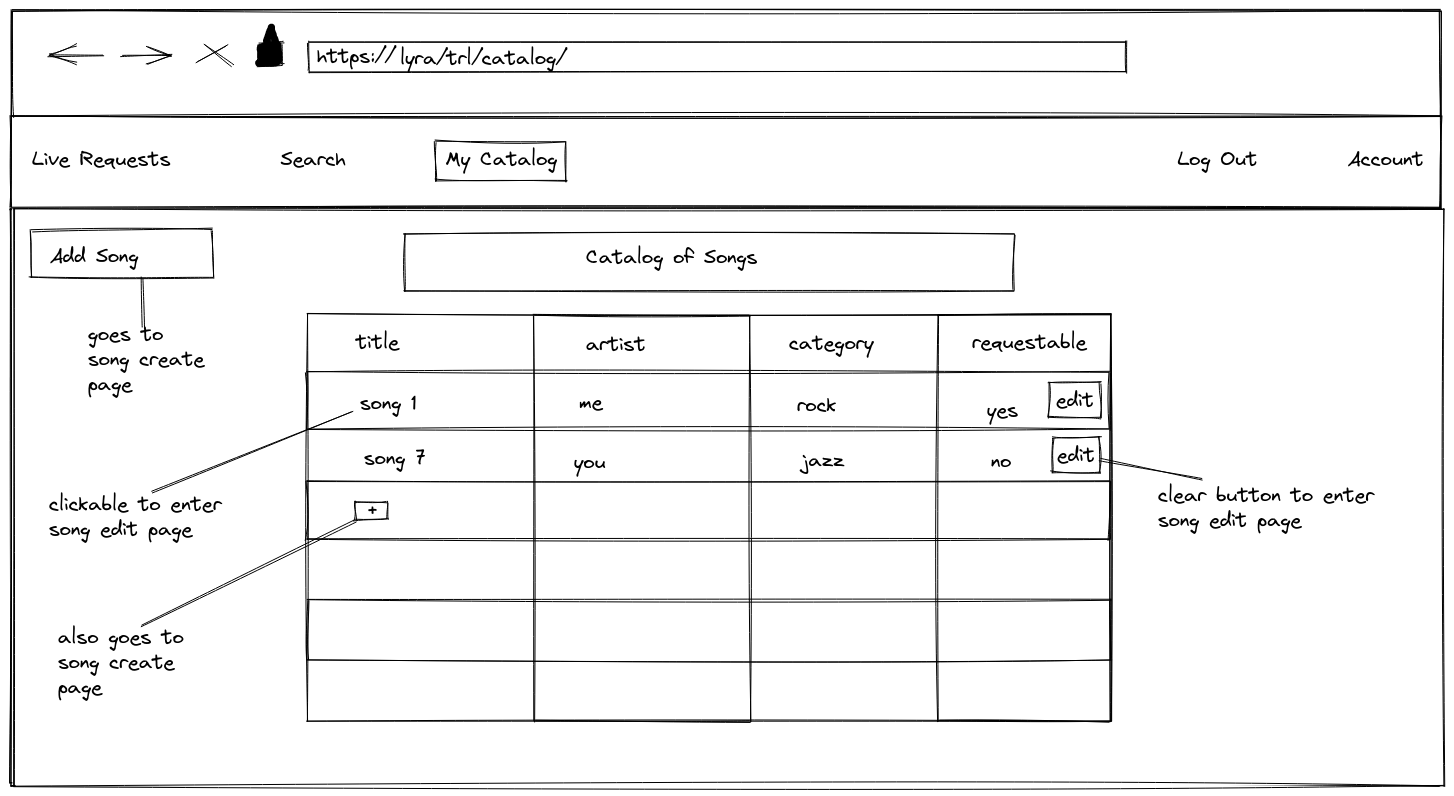 https://lyra/trl/catalog/
Live Requests
Search
My Catalog
Log Out
Account
Add Song
Catalog of Songs
goes to
song create
page
title
artist
category
requestable
song 1
me
rock
yes
edit
song 7
you
jazz
no
edit
+
clickable to enter
song edit page
clear button to enter
song edit page
also goes to
song create
page